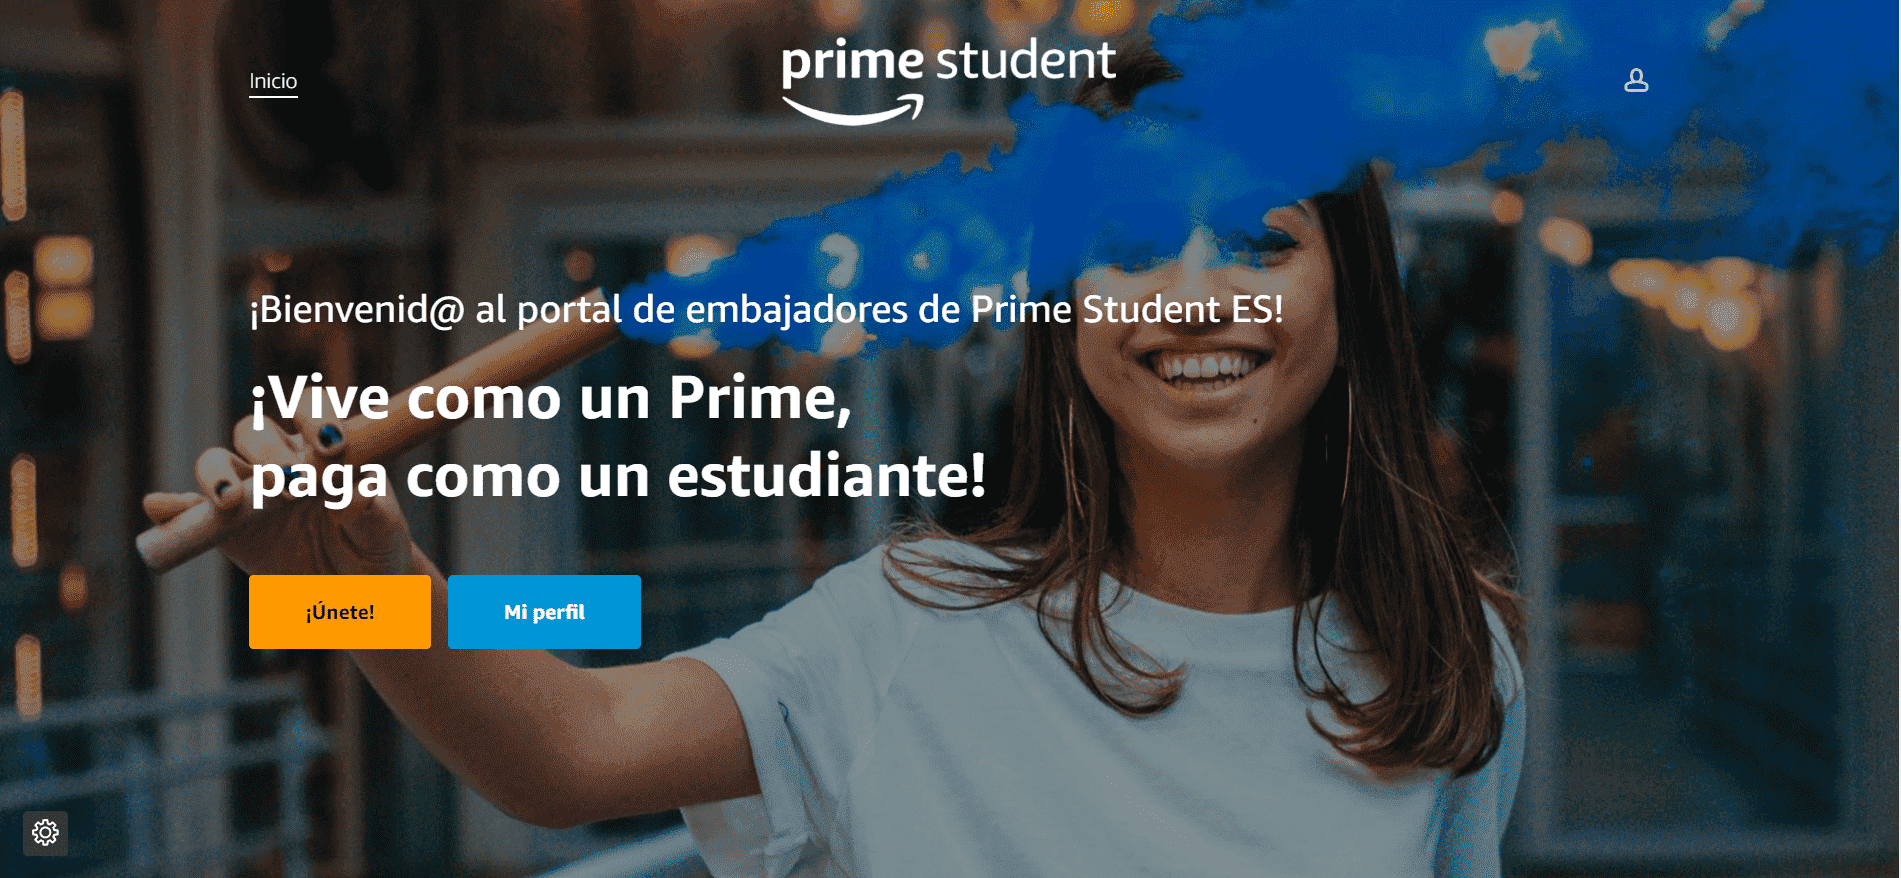 Inicio
prime student
¡Bienvenid@ al portal de embajadores de Prime Student ES!
¡Vive como un Prime,
paga como un estudiante!
¡Únete!
Mi perfil